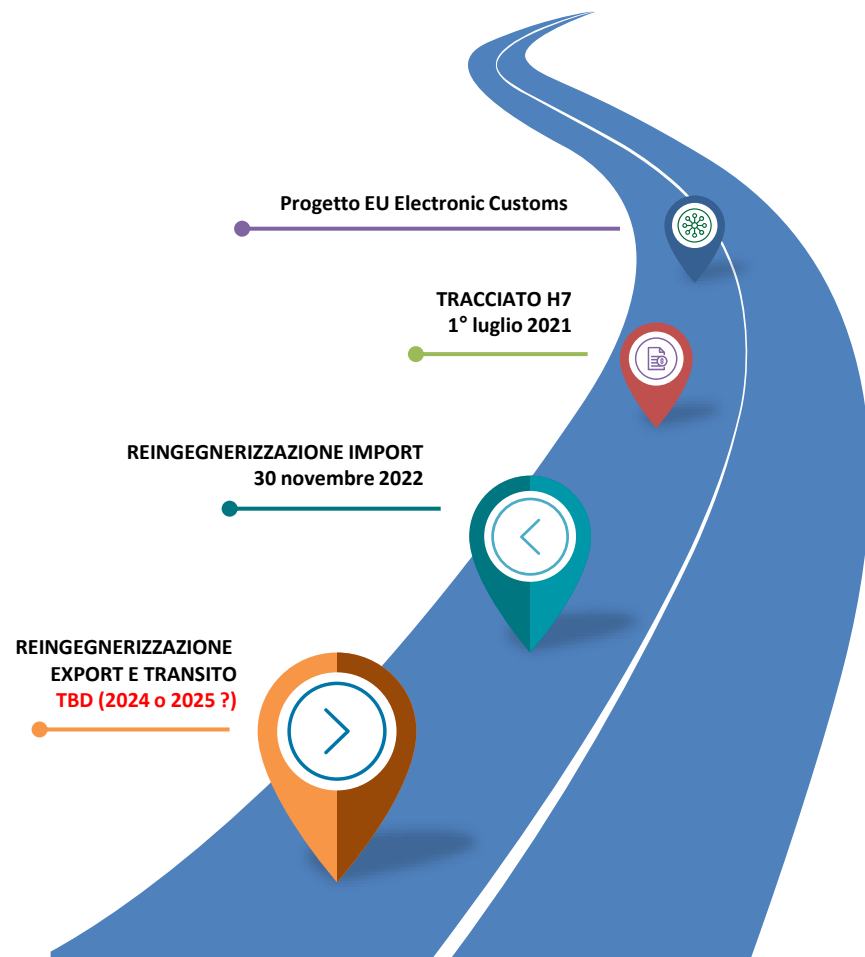 Progetto EU Electronic Customs
TRACCIATO H7
1° luglio 2021
REINGEGNERIZZAZIONE IMPORT
30 novembre 2022
REINGEGNERIZZAZIONE
EXPORT E TRANSITO
TBD (2024 o 2025 ?)